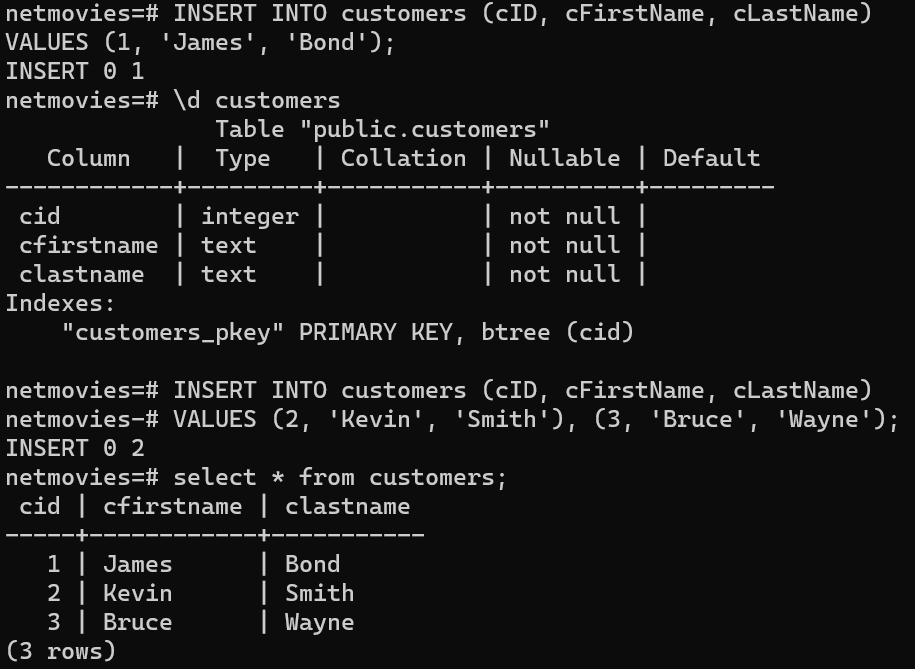 netmovies=# INSERT INTO customers (cID, cFirstName, cLastName)
VALUES (1, 'James', 'Bond');
INSERT 0 1
netmovies=# \d customers
               Table "public.customers"
   Column   |  Type   | Collation | Nullable | Default
------------+---------+-----------+----------+---------
 cid        | integer |           | not null |
 cfirstname | text    |           | not null |
 clastname  | text    |           | not null |
Indexes:
    "customers_pkey" PRIMARY KEY, btree (cid)

netmovies=# INSERT INTO customers (cID, cFirstName, cLastName)
netmovies-# VALUES (2, 'Kevin', 'Smith'), (3, 'Bruce', 'Wayne');
INSERT 0 2
netmovies=# select * from customers;
 cid | cfirstname | clastname
-----+------------+-----------
   1 | James      | Bond
   2 | Kevin      | Smith
   3 | Bruce      | Wayne
(3 rows)